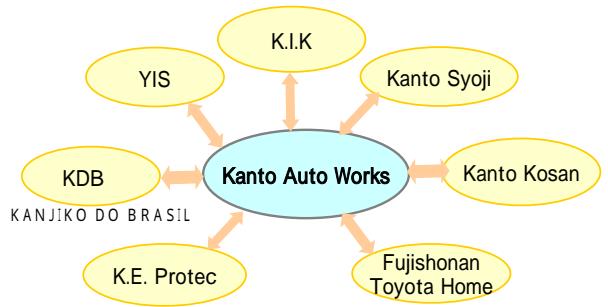 K.I.K
YIS
Kanto Syoji
KDB
Kanto Auto Works
Kanto Kosan
KANJIKO DO BRASIL
K.E. Protec
Fujishonan
Toyota Home